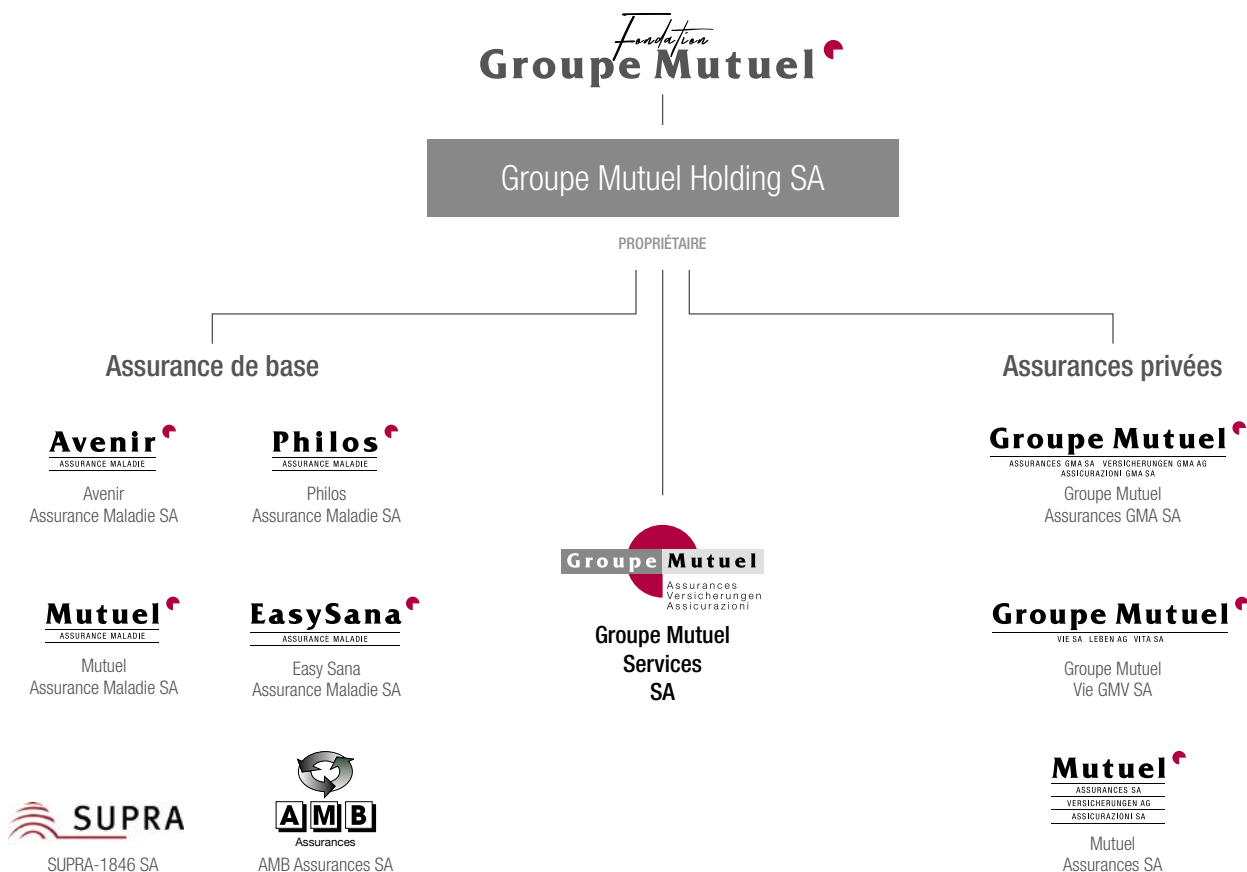 Fondation
Groupe Mutuel
Groupe Mutuel Holding SA
PROPRIÉTAIRE
Assurance de base
Avenir
ASSURANCE MALADIE
Avenir
Assurance Maladie SA
Philos
ASSURANCE MALADIE
Philos
Assurance Maladie SA
Mutuel
ASSURANCE MALADIE
Mutuel
Assurance Maladie SA
EasySana
ASSURANCE MALADIE
Easy Sana
Assurance Maladie SA
SUPRA
SUPRA-1846 SA
AMB
Assurances
AMB Assurances SA
Groupe Mutuel
Assurances
Versicherungen
Assicurazioni
Groupe Mutuel
Services
SA
Assurances privées
Groupe Mutuel
ASSURANCES GMA SA VERSICHERUNGEN GMA AG
ASSICURAZIONI GMA SA
Groupe Mutuel
Assurances GMA SA
Groupe Mutuel
VIE SA LEBEN AG VITA SA
Groupe Mutuel
Vie GMV SA
Mutuel
ASSURANCES SA
VERSICHERUNGEN AG
ASSICURAZIONI SA
Mutuel
Assurances SA